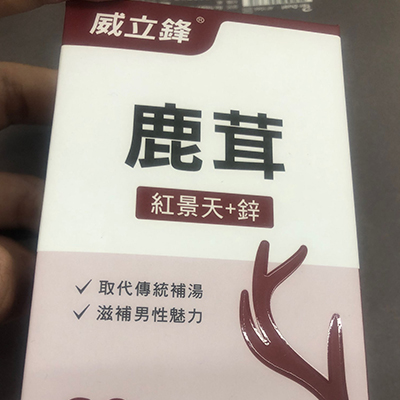 威立鋒®
鹿茸
紅景天+鋅
✓ 取代傳統補湯
✓ 滋補男性魅力